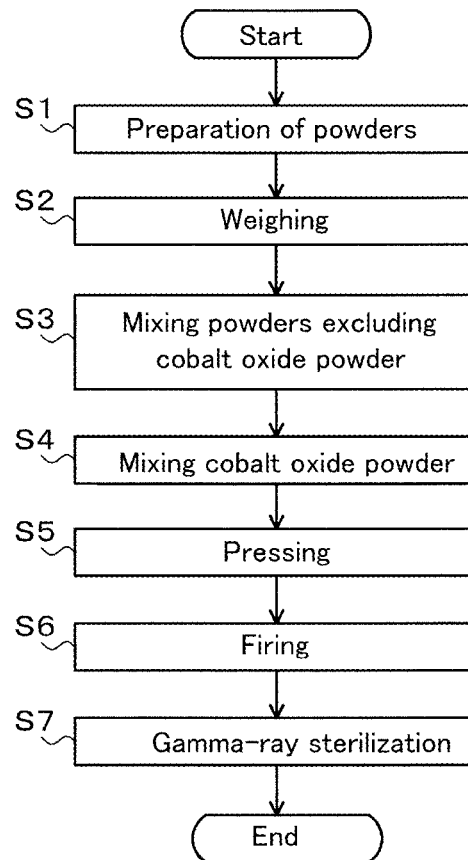 Start
S1
Preparation of powders
S2
Weighing
S3
Mixing powders excluding
cobalt oxide powder
S4
Mixing cobalt oxide powder
S5
Pressing
S6
Firing
S7
Gamma-ray sterilization
End